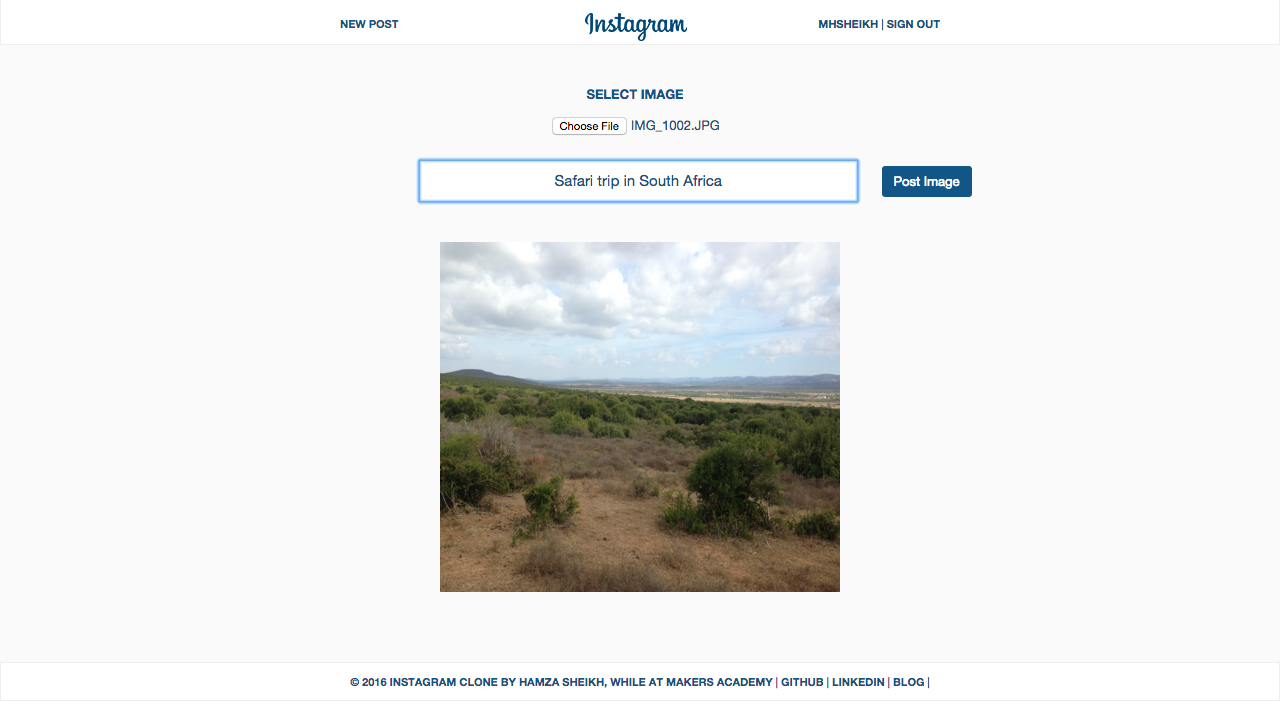 NEW POST
Instagram
MHSHEIKH | SIGN OUT
SELECT IMAGE
Choose File IMG_1002.JPG
Safari trip in South Africa
Post Image
© 2016 INSTAGRAM CLONE BY HAMZA SHEIKH, WHILE AT MAKERS ACADEMY | GITHUB | LINKEDIN | BLOG |